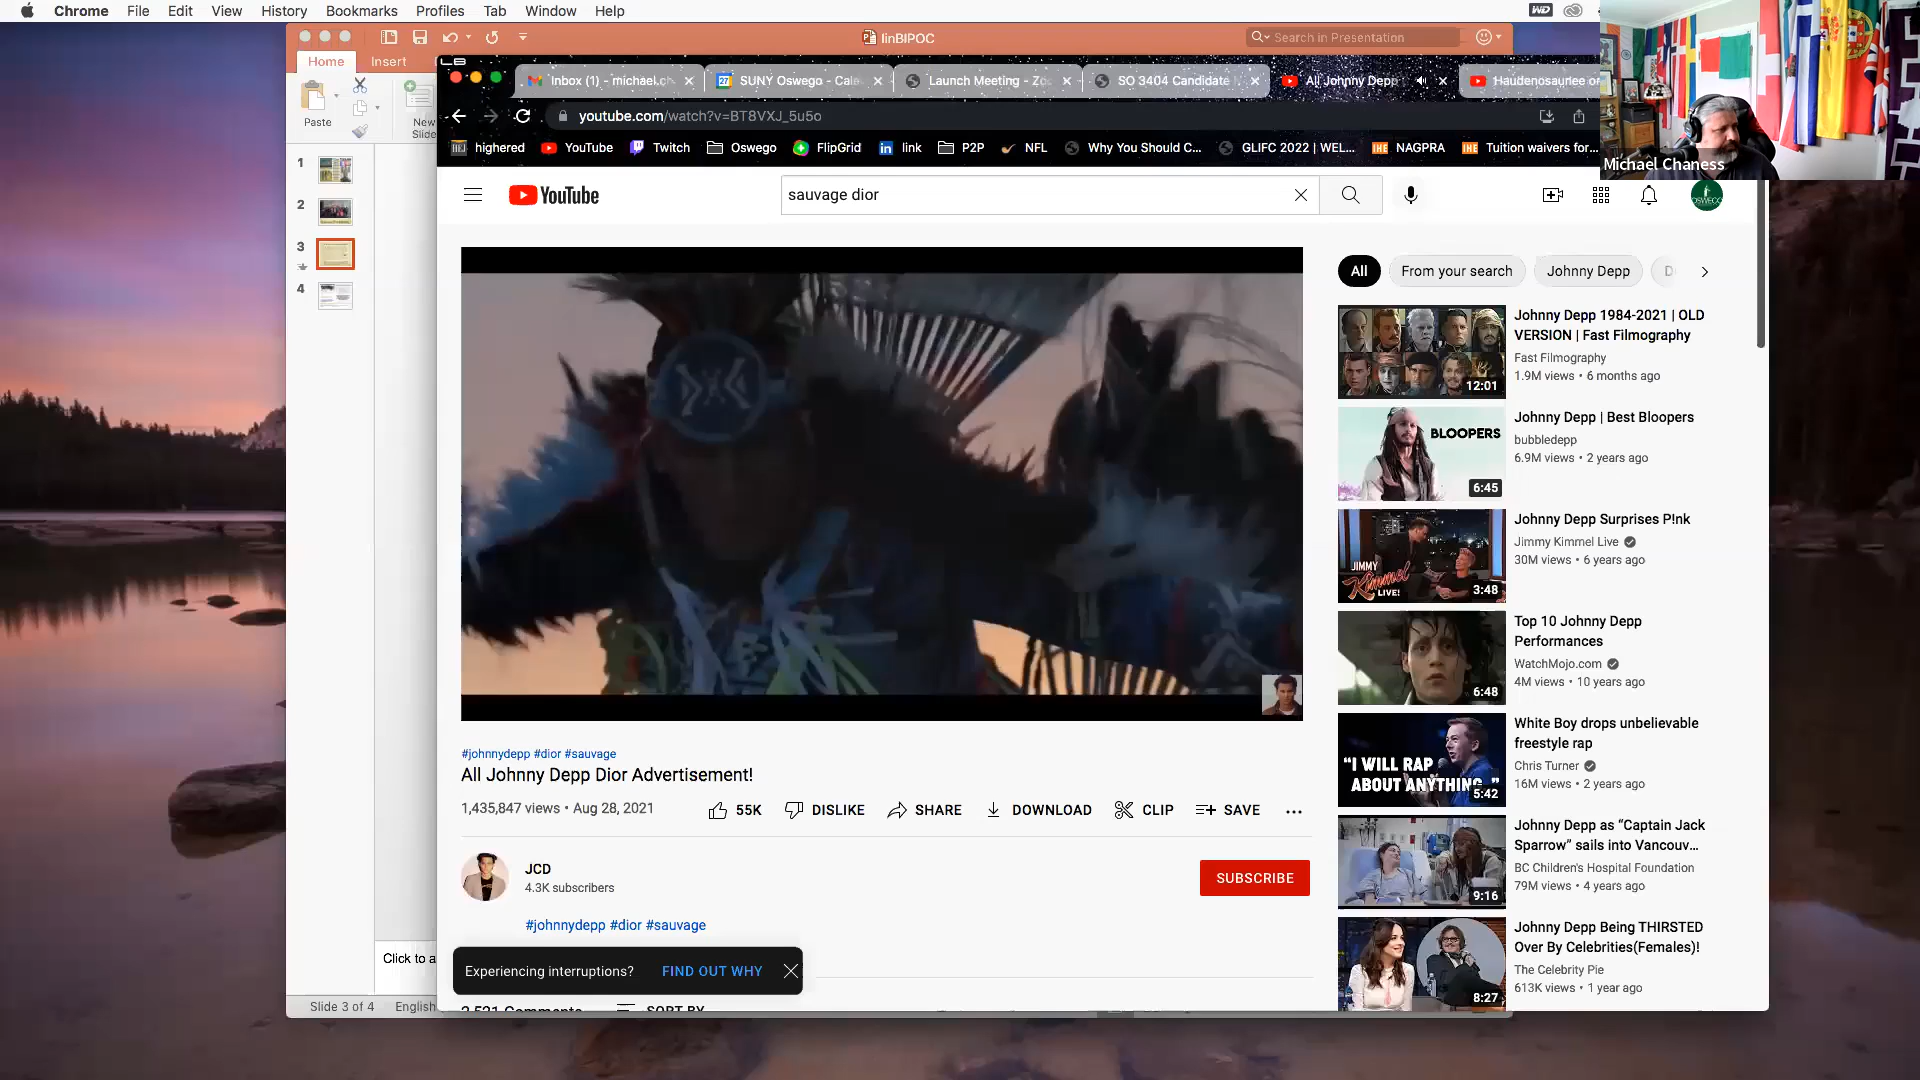 Chrome File Edit View History Bookmarks Profiles Tab Window Help
linBIPOC
Search in Presentation
Home Insert
Paste
New
Slide
1
2
3
4
Click to a
Slide 3 of 4 English
Inbox (1) - michael.ch
SUNY Oswego - Cale
Launch Meeting - Zo
SO 3404 Candidate
All Johnny Depp
Haudenosaunee or
youtube.com/watch?v=BT8VXJ_5u5o
highered YouTube Twitch Oswego FlipGrid link P2P NFL Why You Should C... GLIFC 2022 | WEL... NAGPRA Tuition waivers for...
Michael Chaness
YouTube
sauvage dior
OSWEGO
All From your search Johnny Depp
#johnnydepp #dior #sauvage
All Johnny Depp Dior Advertisement!
1,435,847 views • Aug 28, 2021
55K DISLIKE SHARE DOWNLOAD CLIP SAVE
JCD
4.3K subscribers
SUBSCRIBE
#johnnydepp #dior #sauvage
Experiencing interruptions? FIND OUT WHY
2,521 Comments SORT BY
Johnny Depp 1984-2021 | OLD
VERSION | Fast Filmography
Fast Filmography
1.9M views • 6 months ago
12:01
Johnny Depp | Best Bloopers
bubbledepp
6.9M views • 2 years ago
BLOOPERS
6:45
Johnny Depp Surprises P!nk
Jimmy Kimmel Live
30M views • 6 years ago
JIMMY
Kimmel
LIVE!
3:48
Top 10 Johnny Depp
Performances
WatchMojo.com
4M views • 10 years ago
6:48
White Boy drops unbelievable
freestyle rap
Chris Turner
16M views • 2 years ago
“I WILL RAP
ABOUT ANYTHING.”
5:42
Johnny Depp as “Captain Jack
Sparrow” sails into Vancouv...
BC Children's Hospital Foundation
79M views • 4 years ago
9:16
Johnny Depp Being THIRSTED
Over By Celebrities(Females)!
The Celebrity Pie
613K views • 1 year ago
8:27